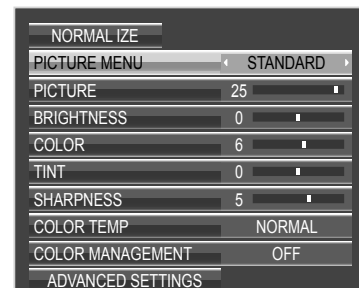 NORMAL IZE
PICTURE MENU STANDARD
PICTURE 25
BRIGHTNESS 0
COLOR 6
TINT 0
SHARPNESS 5
COLOR TEMP NORMAL
COLOR MANAGEMENT OFF
ADVANCED SETTINGS